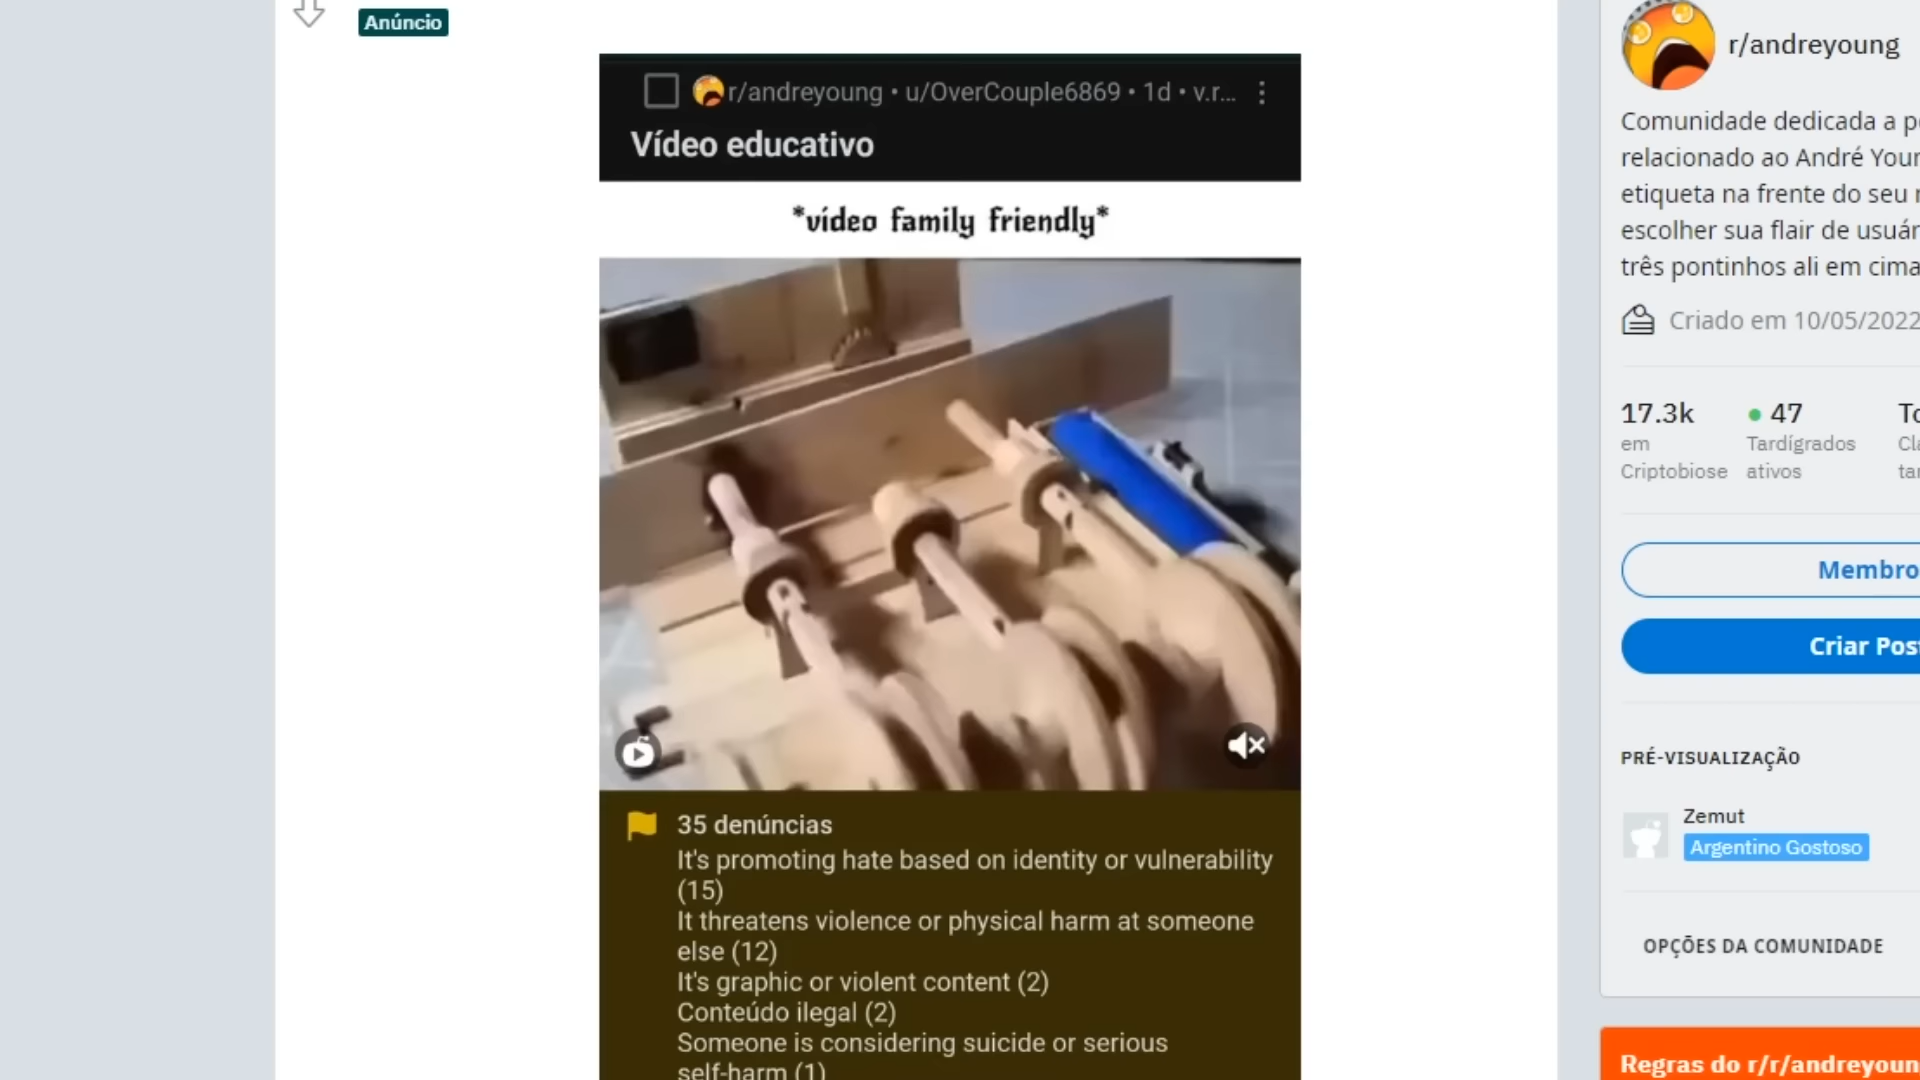 Anúncio
r/andreyoung • u/OverCouple6869 • 1d • v.r...
Vídeo educativo
*vídeo family friendly*
35 denúncias
It's promoting hate based on identity or vulnerability
(15)
It threatens violence or physical harm at someone
else (12)
It's graphic or violent content (2)
Conteúdo ilegal (2)
Someone is considering suicide or serious
self-harm (1)
r/andreyoung
Comunidade dedicada a
relacionado ao André
etiqueta na frente do seu
escolher sua flair de
três pontinhos ali em cima
Criado em 10/05/2022
17.3k
47
em
Criptobiose
Tardígrados
ativos
Membro
Criar
PRÉ-VISUALIZAÇÃO
Zemut
Argentino Gostoso
OPÇÕES DA COMUNIDADE
Regras do